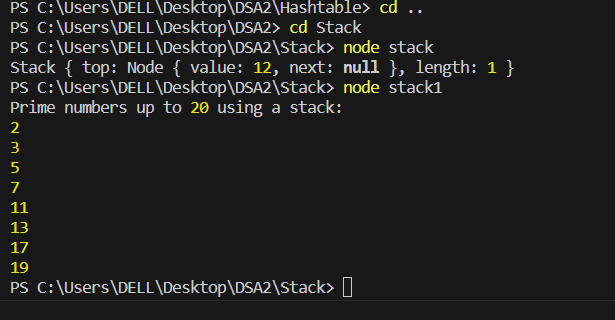 PS C:\Users\DELL\Desktop\DSA2\Hashtable> cd ..
PS C:\Users\DELL\Desktop\DSA2> cd Stack
PS C:\Users\DELL\Desktop\DSA2\Stack> node stack
Stack { top: Node { value: 12, next: null }, length: 1 }
PS C:\Users\DELL\Desktop\DSA2\Stack> node stack1
Prime numbers up to 20 using a stack:
2
3
5
7
11
13
17
19
PS C:\Users\DELL\Desktop\DSA2\Stack>